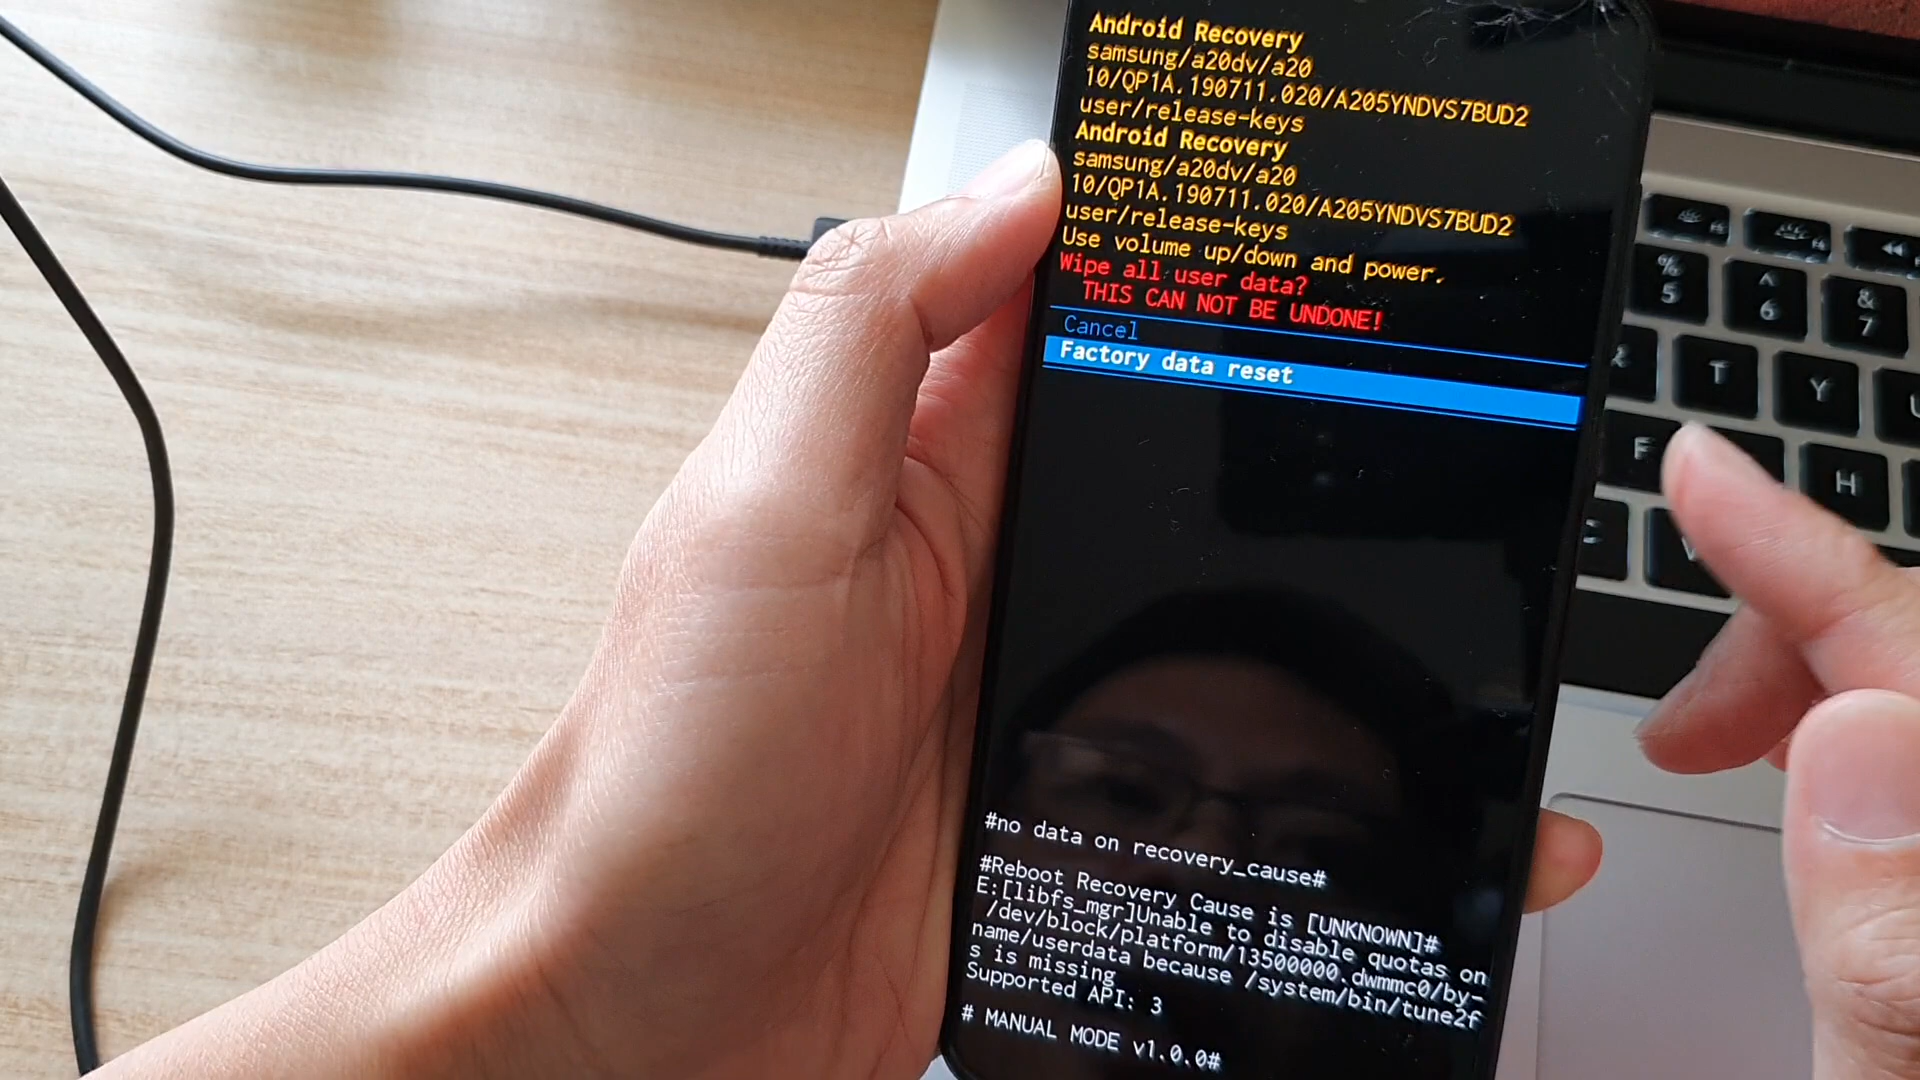 Android Recovery
samsung/a20dv/a20
10/QP1A.190711.020/A205YNDVS7BUD2
user/release-keys
Android Recovery
samsung/a20dv/a20
10/QP1A.190711.020/A205YNDVS7BUD2
user/release-keys
Use volume up/down and power.
Wipe all user data?
THIS CAN NOT BE UNDONE!
Cancel
Factory data reset
#no data on recovery_cause#
#Reboot Recovery Cause is [UNKNOWN]#
E:[libfs_mgr]Unable to disable quotas on
/dev/block/platform/13500000.dwmmc0/by-
name/userdata because /system/bin/tune2f
s is missing
Supported API: 3
# MANUAL MODE v1.0.0#
% ^ &
5 6 7
T Y
F H
C